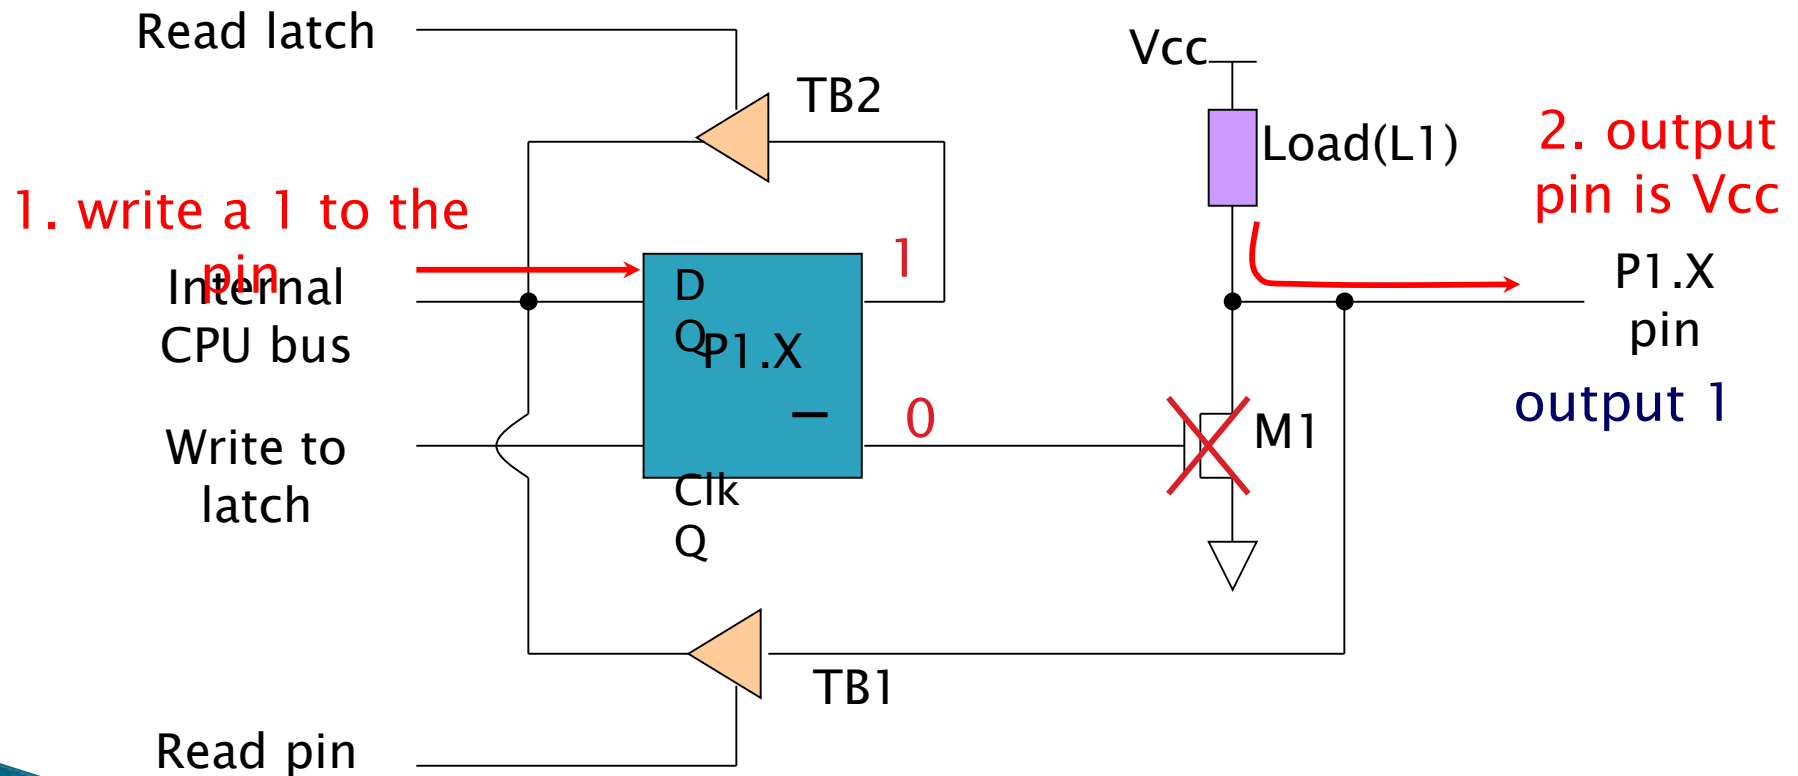 Read latch
Vcc
TB2
Load(L1)
2. output
pin is Vcc
1. write a 1 to the
pin
Internal
CPU bus
D
Q
P1.X
1
P1.X
pin
0
output 1
M1
Write to
latch
Clk
Q
TB1
Read pin